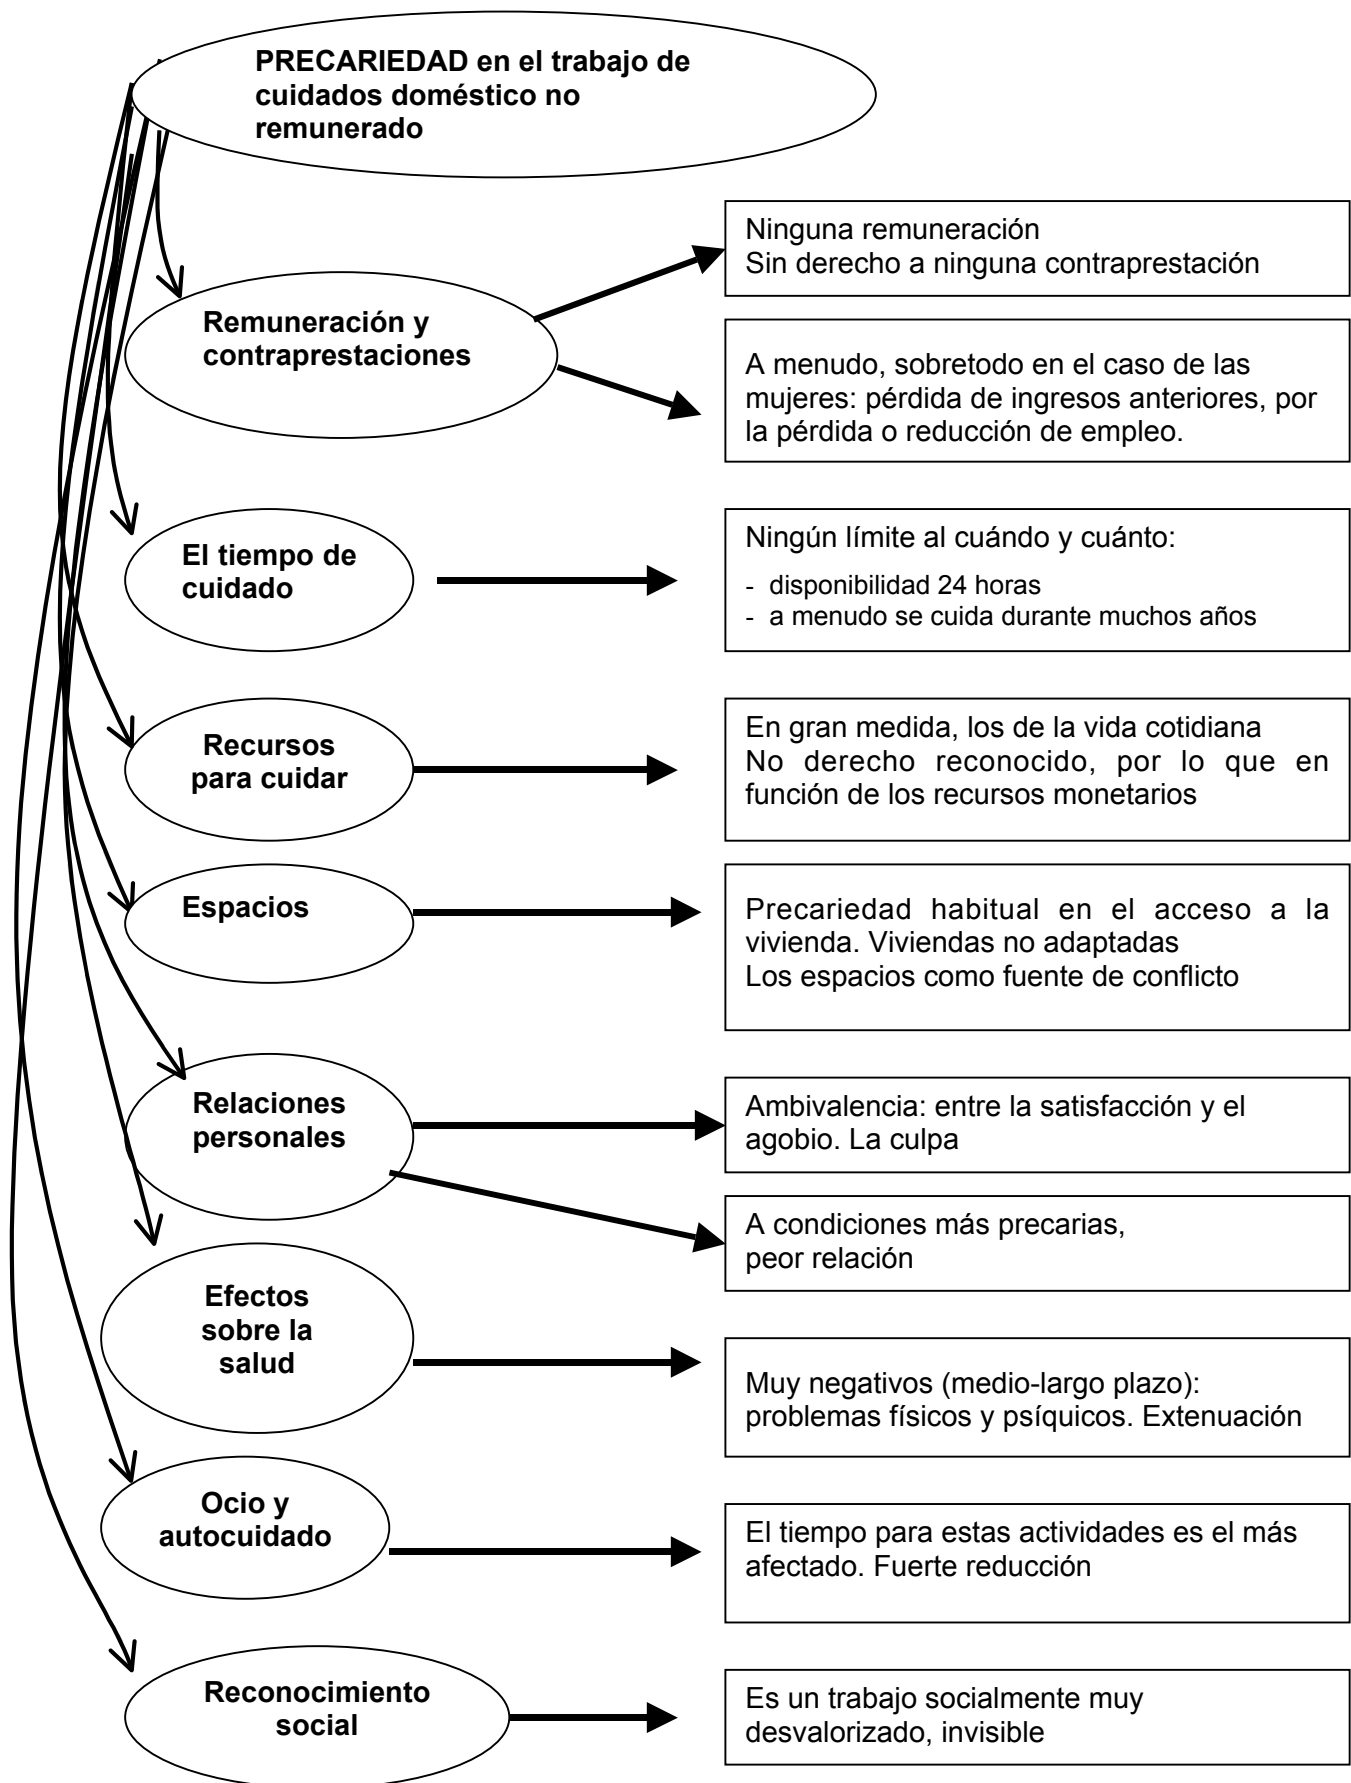 PRECARIEDAD en el trabajo de
cuidados doméstico no
remunerado
Remuneración y
contraprestaciones
Ninguna remuneración
Sin derecho a ninguna contraprestación
A menudo, sobretodo en el caso de las
mujeres: pérdida de ingresos anteriores, por
la pérdida o reducción de empleo.
El tiempo de
cuidado
Ningún límite al cuándo y cuánto:
- disponibilidad 24 horas
- a menudo se cuida durante muchos años
Recursos
para cuidar
En gran medida, los de la vida cotidiana
No derecho reconocido, por lo que en
función de los recursos monetarios
Espacios
Precariedad habitual en el acceso a la
vivienda. Viviendas no adaptadas
Los espacios como fuente de conflicto
Relaciones
personales
Ambivalencia: entre la satisfacción y el
agobio. La culpa
A condiciones más precarias,
peor relación
Efectos
sobre la
salud
Muy negativos (medio-largo plazo):
problemas físicos y psíquicos. Extenuación
Ocio y
autocuidado
El tiempo para estas actividades es el más
afectado. Fuerte reducción
Reconocimiento
social
Es un trabajo socialmente muy
desvalorizado, invisible